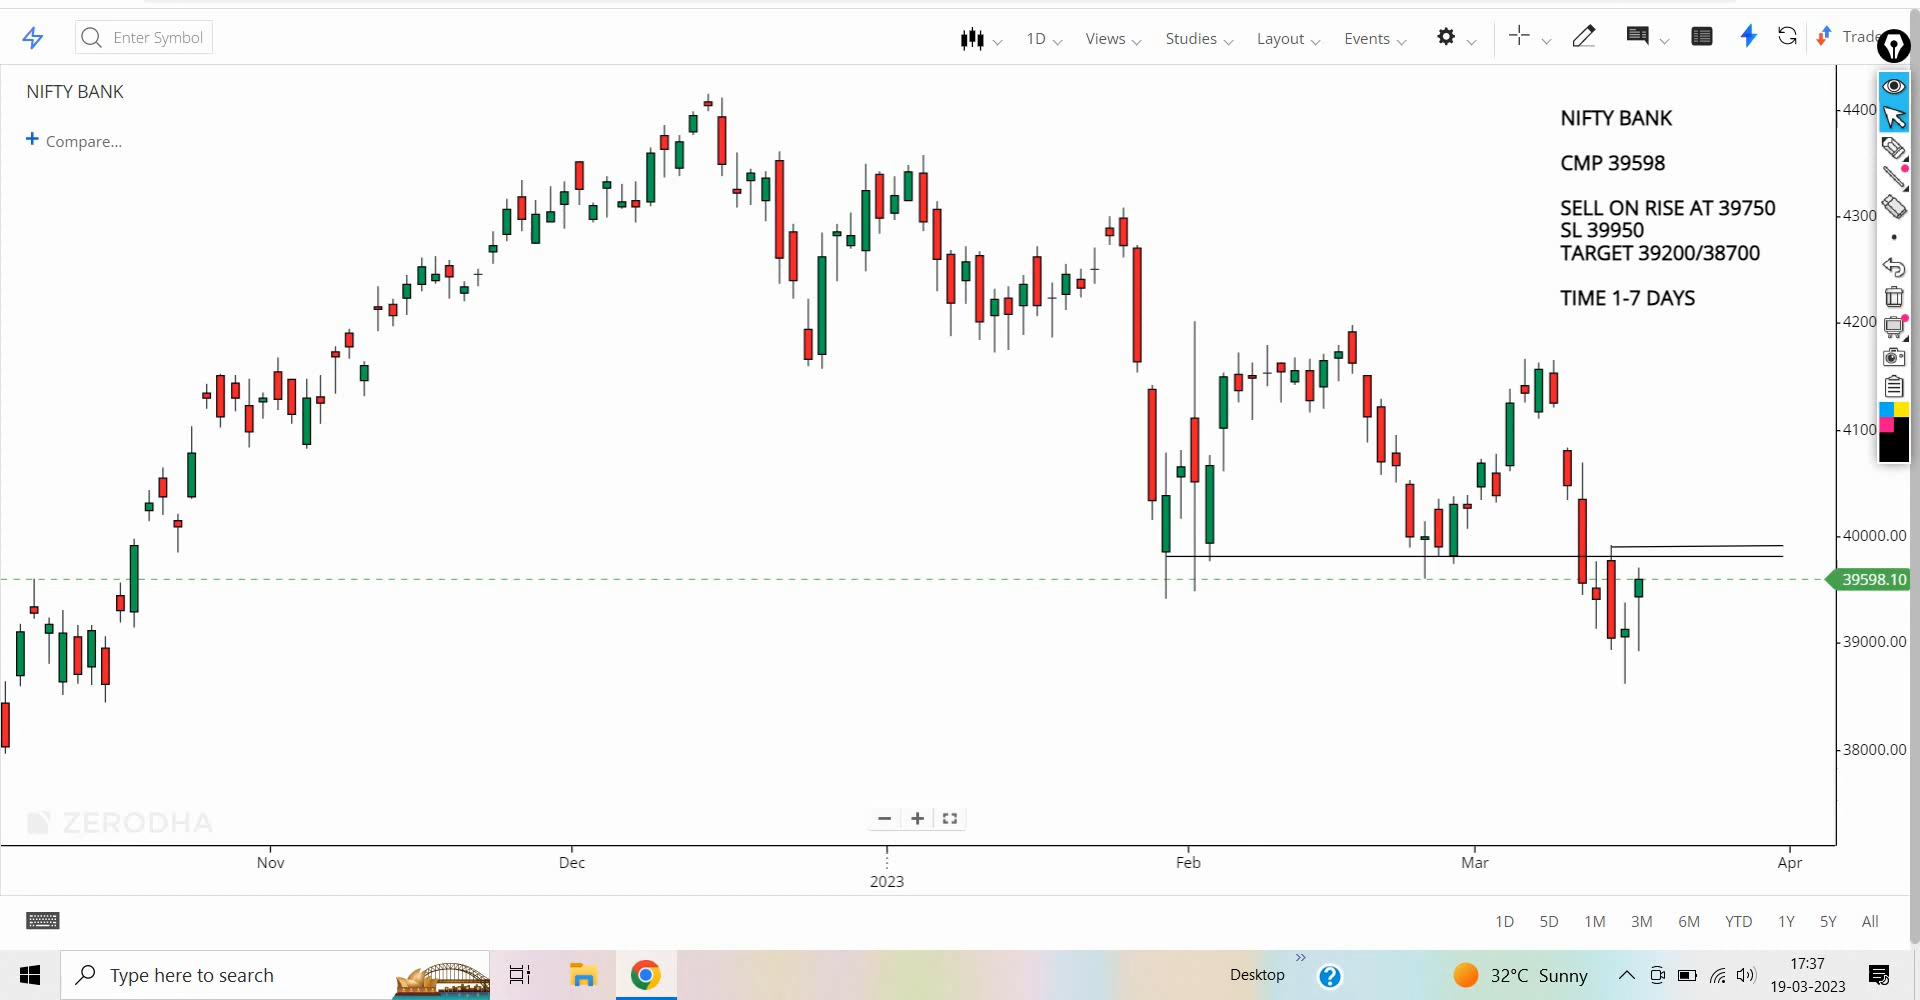 Enter Symbol
1D
Views
Studies
Layout
Events
NIFTY BANK
Compare...
NIFTY BANK
CMP 39598
SELL ON RISE AT 39750
SL 39950
TARGET 39200/38700
TIME 1-7 DAYS
40000.00
39598.10
39000.00
38000.00
ZERODHA
Nov
Dec
2023
Feb
Mar
Apr
1D
5D
1M
3M
6M
YTD
1Y
5Y
All
Type here to search
Desktop
32°C Sunny
17:37
19-03-2023